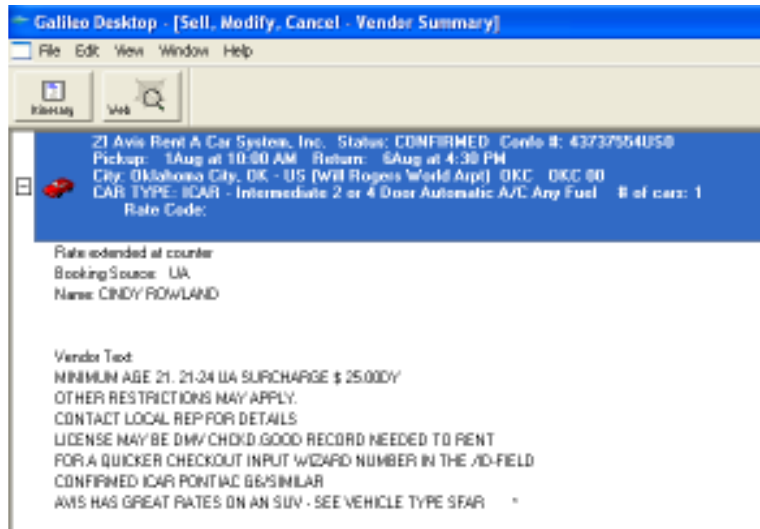 Galileo Desktop - [Sell, Modify, Cancel - Vendor Summary]
File Edit View Window Help
Itinerary Web
ZI Avis Rent A Car System, Inc. Status: CONFIRMED Confo #: 43737554US0
Pickup: 1Aug at 10:00 AM Return: 6Aug at 4:30 PM
City: Oklahoma City, OK - US (Will Rogers World Arpt) OKC OKC 00
CAR TYPE: ICAR - Intermediate 2 or 4 Door Automatic A/C Any Fuel # of cars: 1
Rate Code:
Rate extended at counter
Booking Source: UA
Name: CINDY ROWLAND
Vendor Text
MINIMUM AGE 21. 21-24 UA SURCHARGE $ 25.00DY
OTHER RESTRICTIONS MAY APPLY.
CONTACT LOCAL REP FOR DETAILS
LICENSE MAY BE DMV CHCKD.GOOD RECORD NEEDED TO RENT
FOR A QUICKER CHECKOUT INPUT WIZARD NUMBER IN THE /ID-FIELD
CONFIRMED ICAR PONTIAC G6/SIMILAR
AVIS HAS GREAT RATES ON AN SUV - SEE VEHICLE TYPE SFAR *